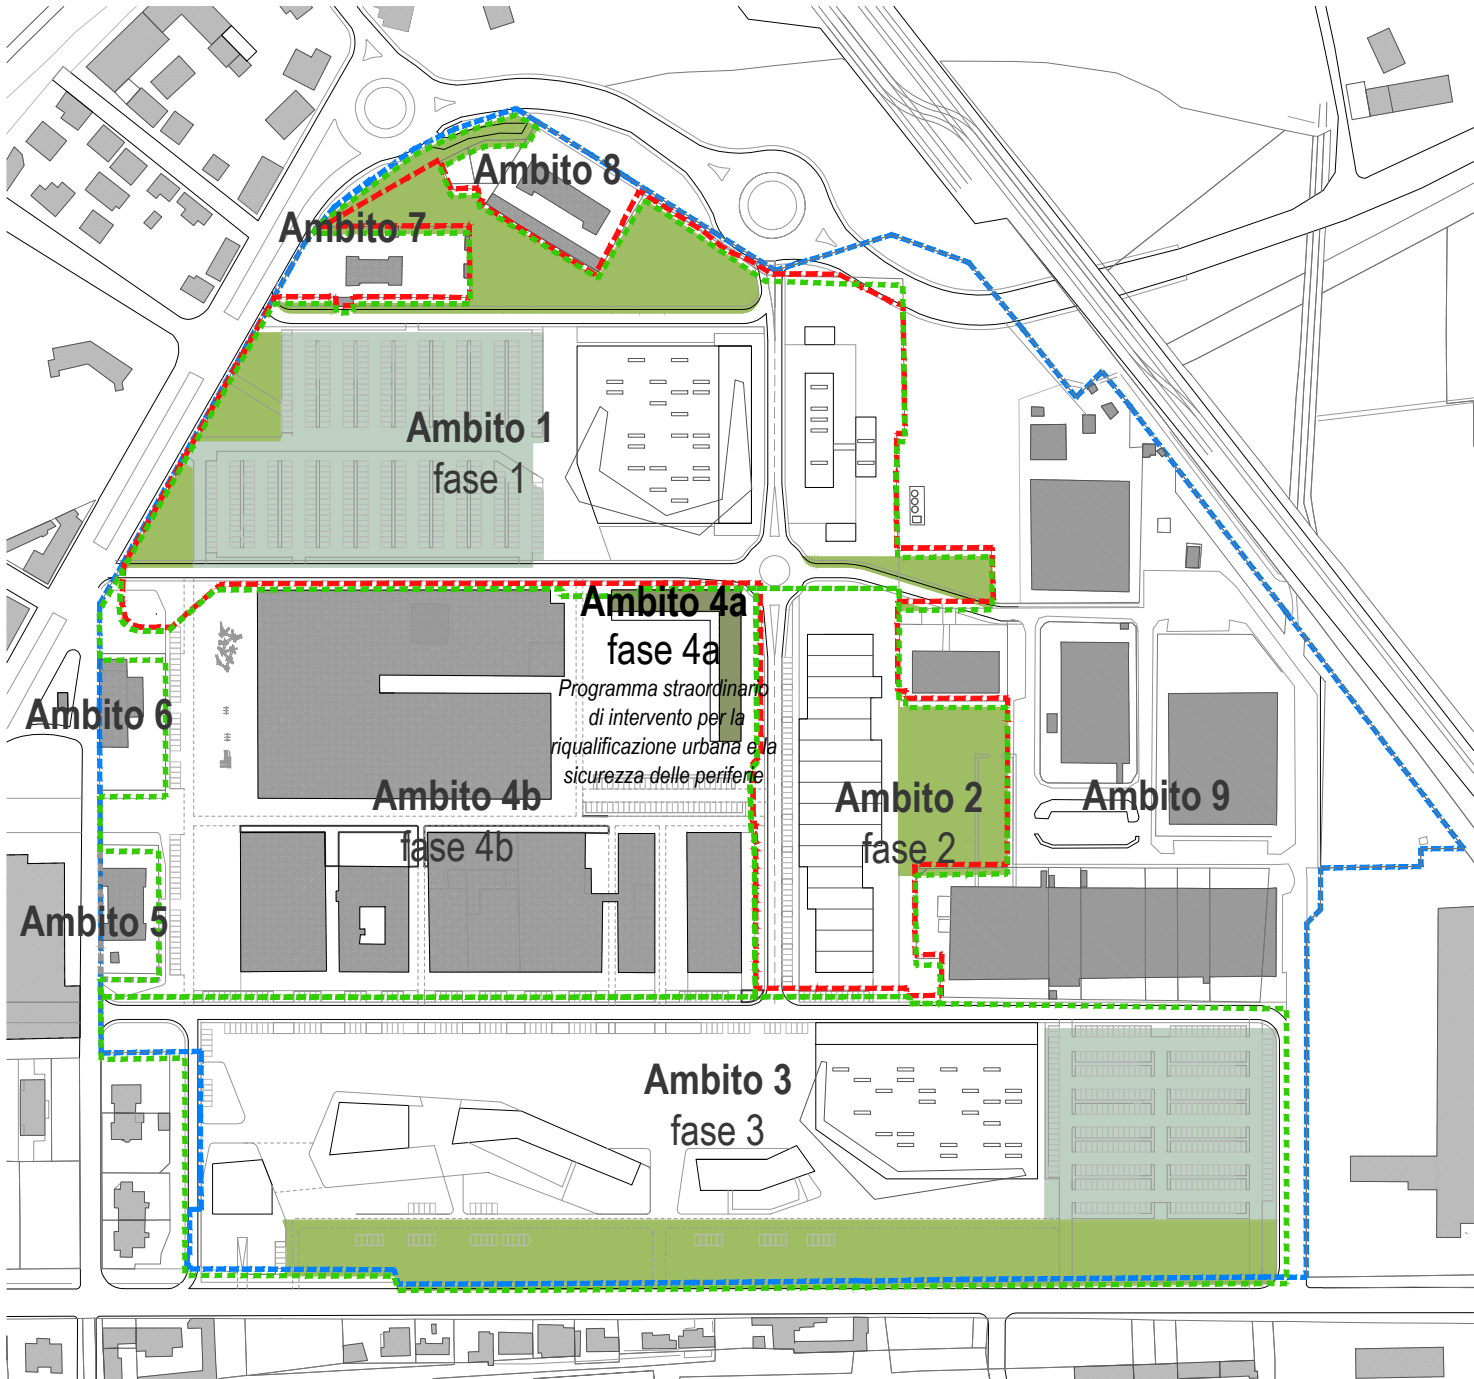 Ambito 8
Ambito 7
Ambito 1
fase 1
Ambito 4a
fase 4a
Programma straordinario
di intervento per la
riqualificazione urbana e la
sicurezza delle periferie
Ambito 6
Ambito 4b
fase 4b
Ambito 2
fase 2
Ambito 9
Ambito 5
Ambito 3
fase 3